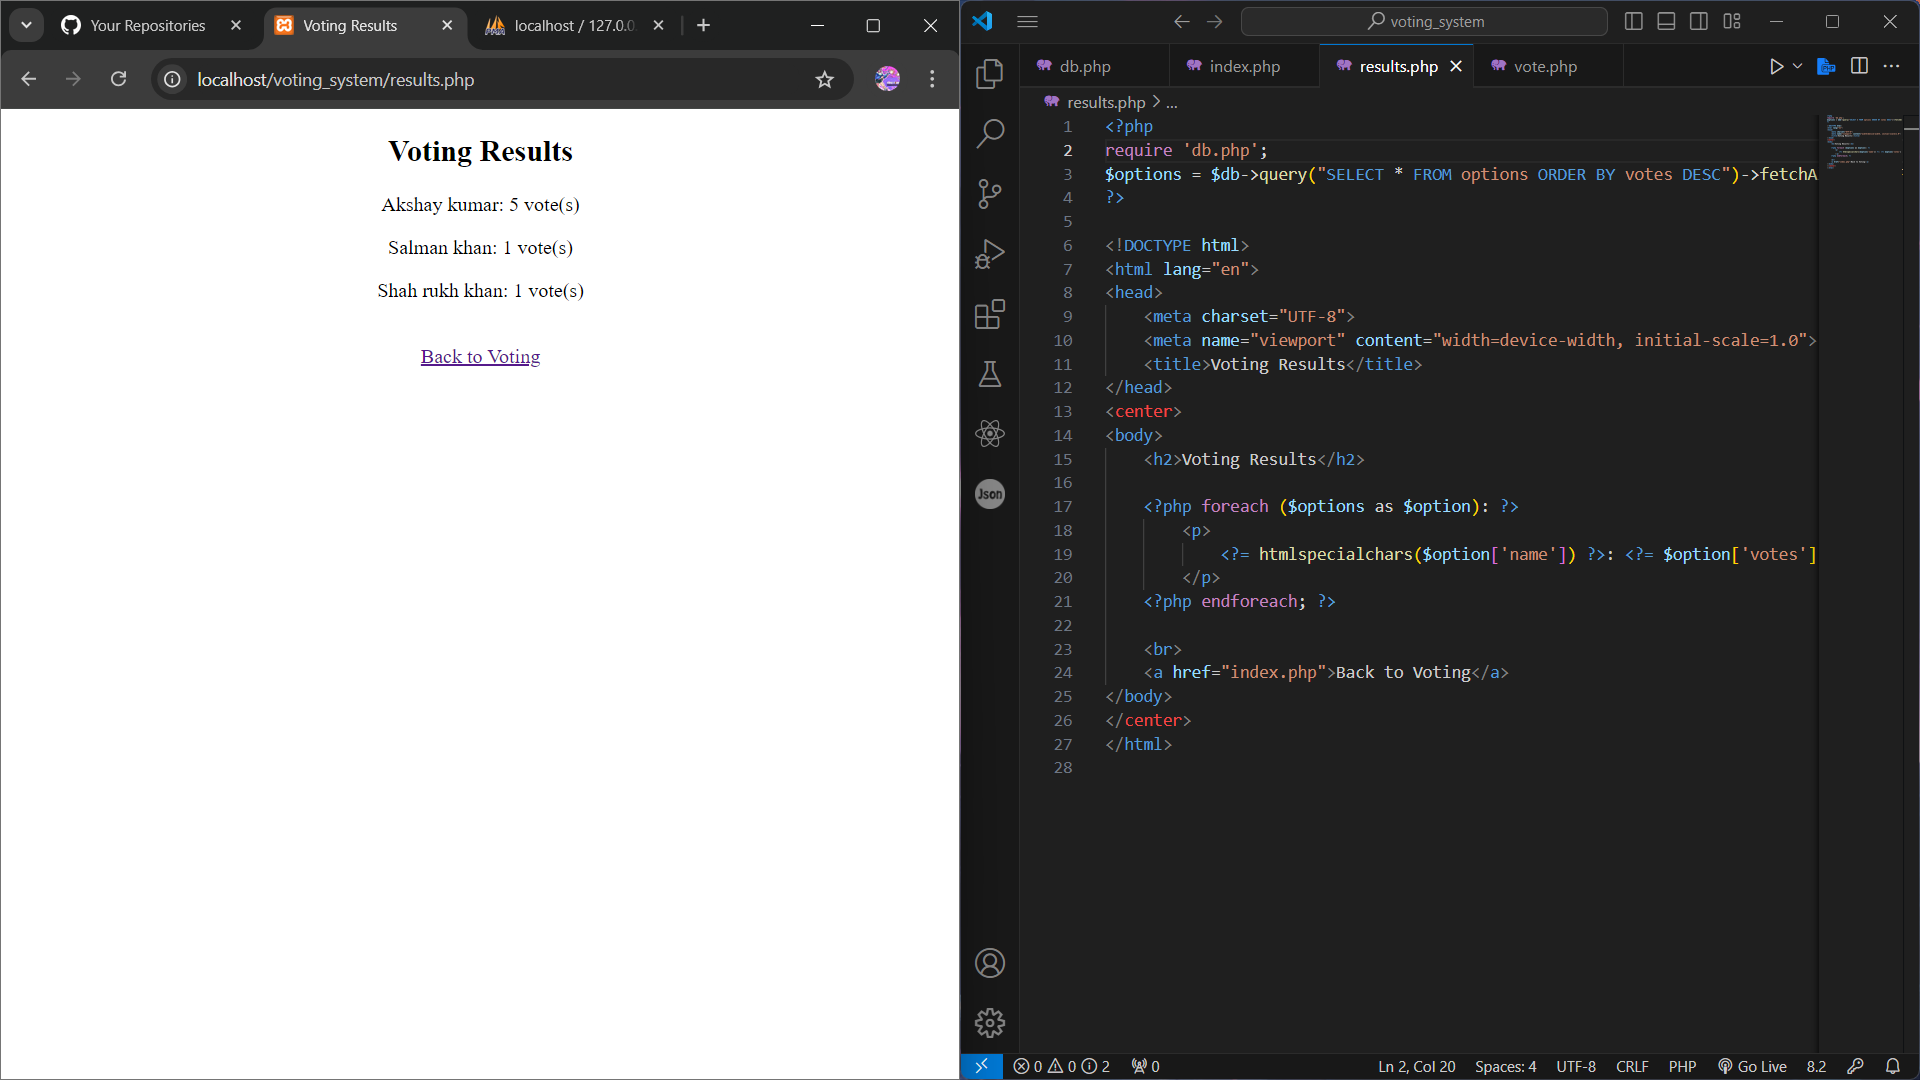 Your Repositories
Voting Results
localhost / 127.0.0.
localhost/voting_system/results.php
Voting Results
Akshay kumar: 5 vote(s)
Salman khan: 1 vote(s)
Shah rukh khan: 1 vote(s)
Back to Voting
voting_system
db.php
index.php
results.php
vote.php
results.php > ...
1 <?php
2 require 'db.php';
3 $options = $db->query("SELECT * FROM options ORDER BY votes DESC")->fetchA
4 ?>
5
6 <!DOCTYPE html>
7 <html lang="en">
8 <head>
9 <meta charset="UTF-8">
10 <meta name="viewport" content="width=device-width, initial-scale=1.0">
11 <title>Voting Results</title>
12 </head>
13 <center>
14 <body>
15 <h2>Voting Results</h2>
16
17 <?php foreach ($options as $option): ?>
18 <p>
19 <?= htmlspecialchars($option['name']) ?>: <?= $option['votes']
20 </p>
21 <?php endforeach; ?>
22
23 <br>
24 <a href="index.php">Back to Voting</a>
25 </body>
26 </center>
27 </html>
28
Json
0 0 2 0 Ln 2, Col 20 Spaces: 4 UTF-8 CRLF PHP Go Live 8.2